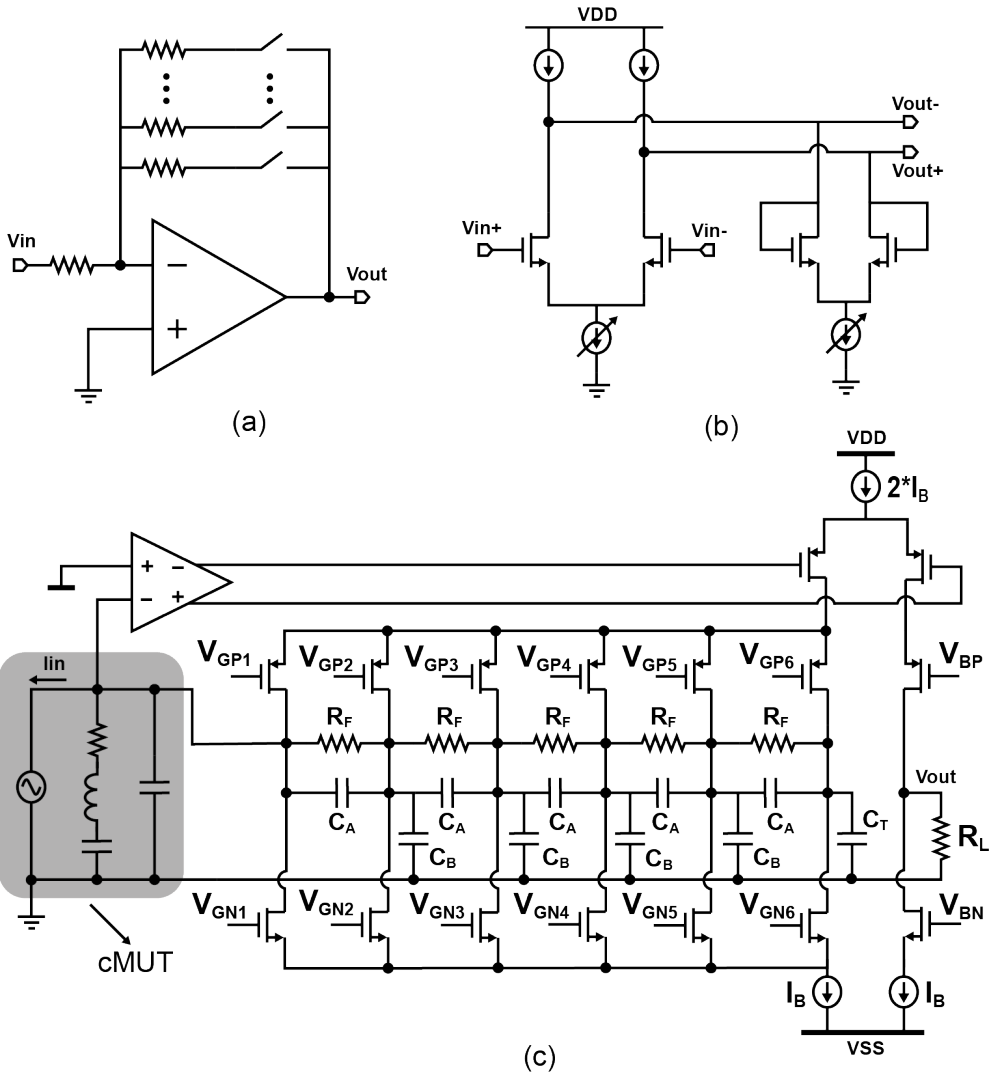 VDD
Vout-
Vout+
Vin+
Vin-
Vin
Vout
(a)
(b)
VDD
2*IB
+ −
− +
Iin
VGP1 VGP2 VGP3 VGP4 VGP5 VGP6 VBP
RF RF RF RF RF
Vout
CA CA CA CA CA CT RL
CB CB CB CB
VGN1 VGN2 VGN3 VGN4 VGN5 VGN6 VBN
cMUT
IB IB
VSS
(c)